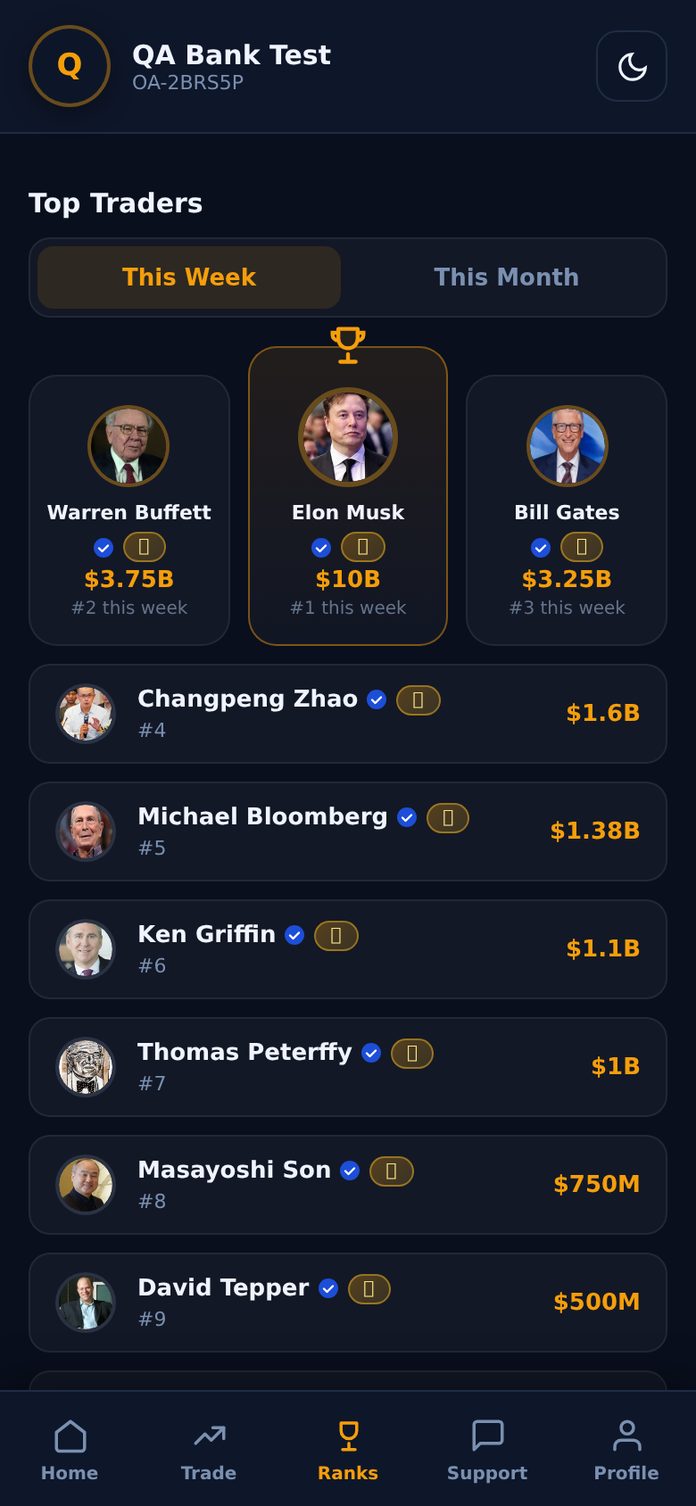 Q
QA Bank Test
OA-2BRS5P
Top Traders
This Week
This Month
Warren Buffett
$3.75B
#2 this week
Elon Musk
$10B
#1 this week
Bill Gates
$3.25B
#3 this week
Changpeng Zhao
#4
$1.6B
Michael Bloomberg
#5
$1.38B
Ken Griffin
#6
$1.1B
Thomas Peterffy
#7
$1B
Masayoshi Son
#8
$750M
David Tepper
#9
$500M
Home
Trade
Ranks
Support
Profile